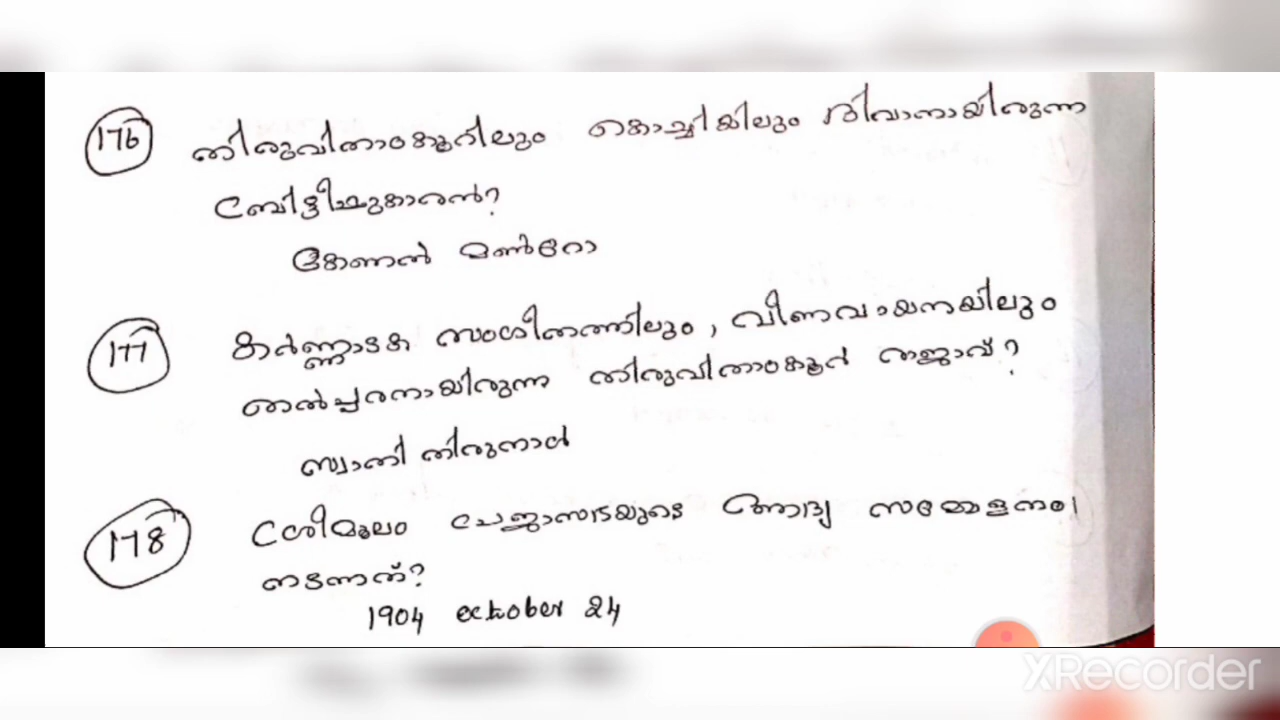 176 തിരുവിതാംകൂറിലും കൊച്ചിയിലും ദിവാനായിരുന്ന
ബ്രിട്ടീഷുകാരൻ?
കേണൽ മൺറോ
177 കർണ്ണാടക സംഗീതത്തിലും, വീണവായനയിലും
തൽപ്പരനായിരുന്ന തിരുവിതാംകൂർ രാജാവ്?
സ്വാതി തിരുനാൾ
178 ശ്രീമൂലം പ്രജാസഭയുടെ ആദ്യ സമ്മേളനം
നടന്നത്?
1904 october 24
XRecorder